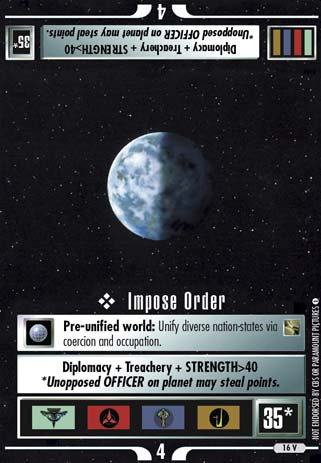 4
*Unopposed OFFICER on planet may steal points.
Diplomacy + Treachery + STRENGTH>40
35*
Impose Order
Pre-unified world: Unify diverse nation-states via
coercion and occupation.
Diplomacy + Treachery + STRENGTH>40
*Unopposed OFFICER on planet may steal points.
35*
4
16 V
NOT ENDORSED BY CBS OR PARAMOUNT PICTURES